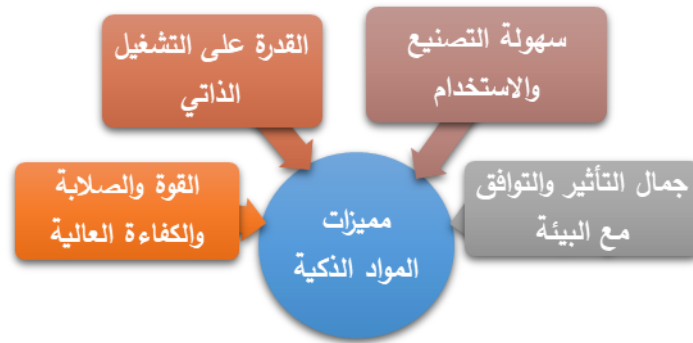 سهولة التصنيع
والاستخدام
القدرة على التشغيل
الذاتي
جمال التأثير والتوافق
مع البيئة
القوة والصلابة
والكفاءة العالية
مميزات
المواد الذكية